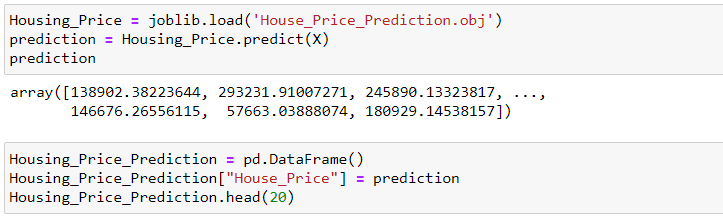 Housing_Price = joblib.load('House_Price_Prediction.obj')
prediction = Housing_Price.predict(X)
prediction
array([138902.38223644, 293231.91007271, 245890.13323817, ...,
146676.26556115,  57663.03888074, 180929.14538157])
Housing_Price_Prediction = pd.DataFrame()
Housing_Price_Prediction["House_Price"] = prediction
Housing_Price_Prediction.head(20)